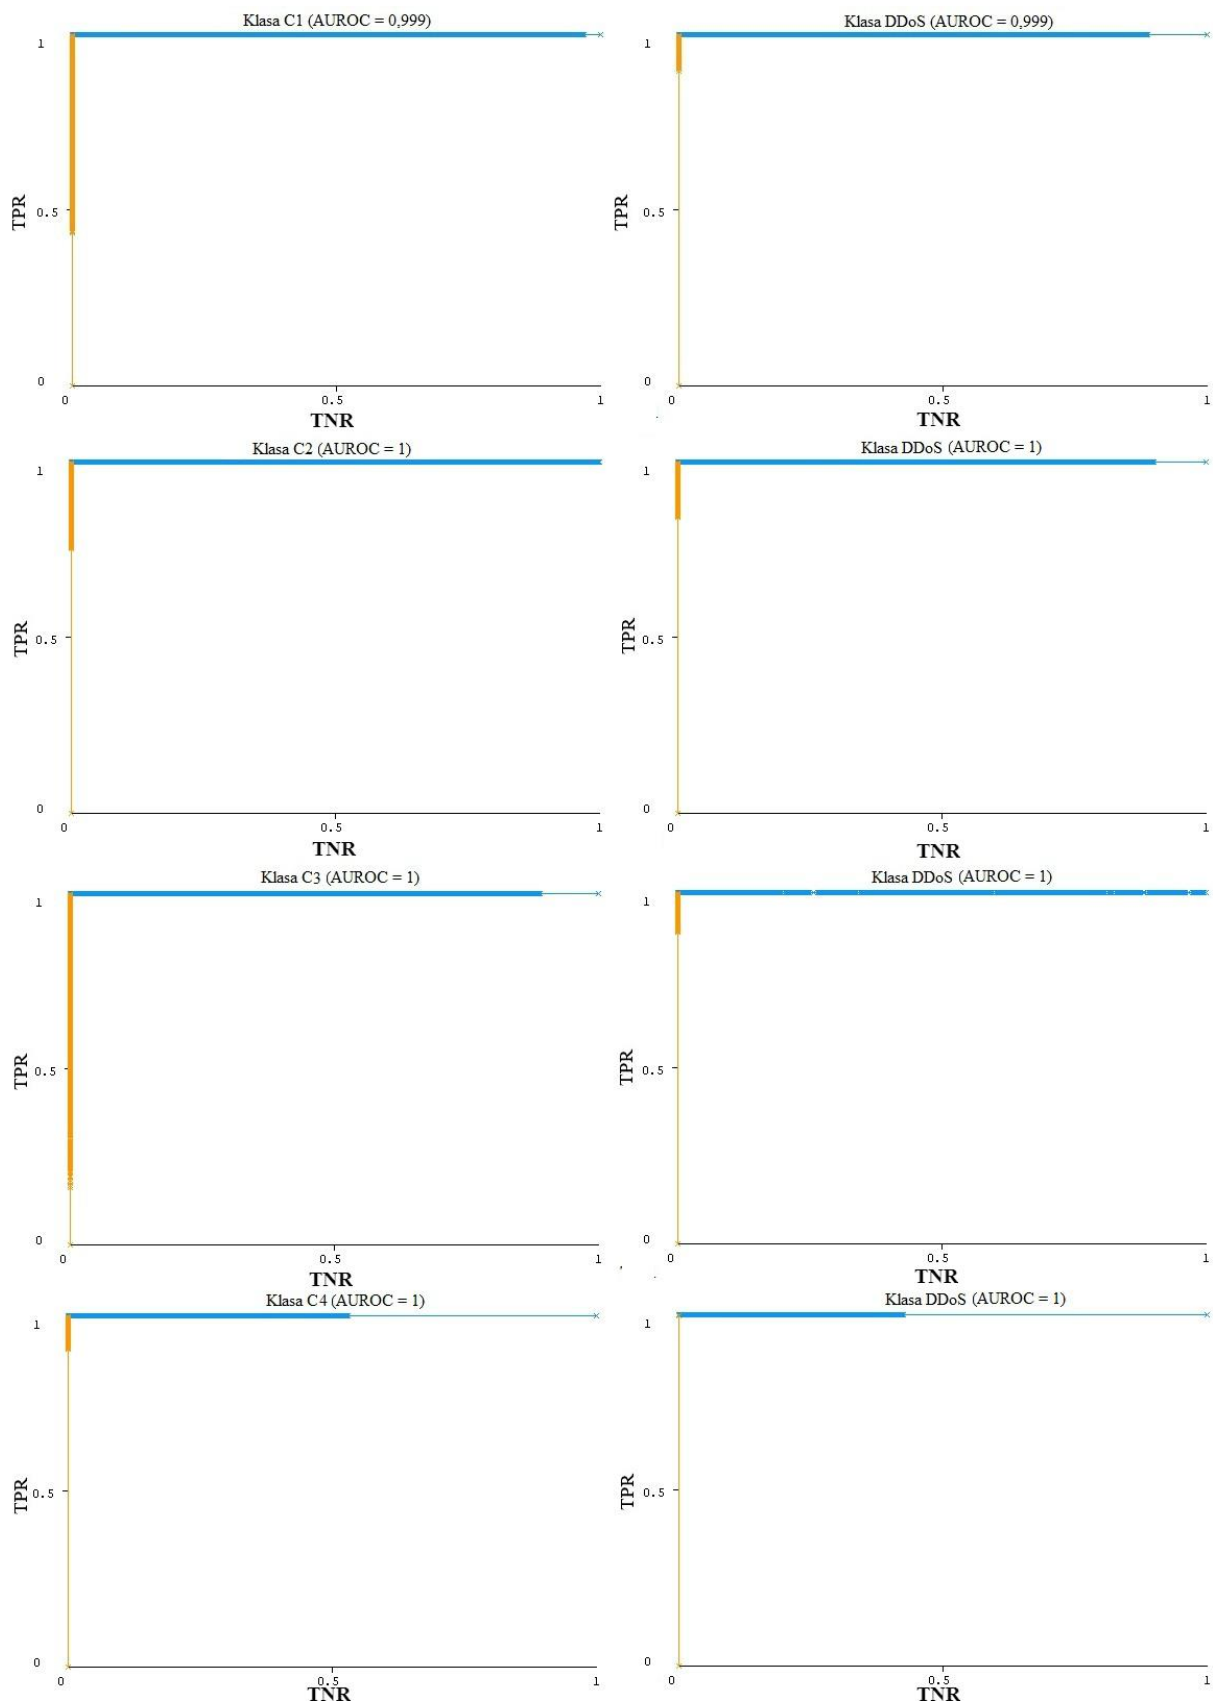 Klasa C1 (AUROC = 0,999)
1
TPR
0.5
0
0
0.5
1
TNR
Klasa DDoS (AUROC = 0,999)
1
TPR
0.5
0
0
0.5
1
TNR
Klasa C2 (AUROC = 1)
1
TPR
0.5
0
0
0.5
1
TNR
Klasa DDoS (AUROC = 1)
1
TPR
0.5
0
0
0.5
1
TNR
Klasa C3 (AUROC = 1)
1
TPR
0.5
0
0
0.5
1
TNR
Klasa DDoS (AUROC = 1)
1
TPR
0.5
0
0
0.5
1
TNR
Klasa C4 (AUROC = 1)
1
TPR
0.5
0
0
0.5
1
TNR
Klasa DDoS (AUROC = 1)
1
TPR
0.5
0
0
0.5
1
TNR